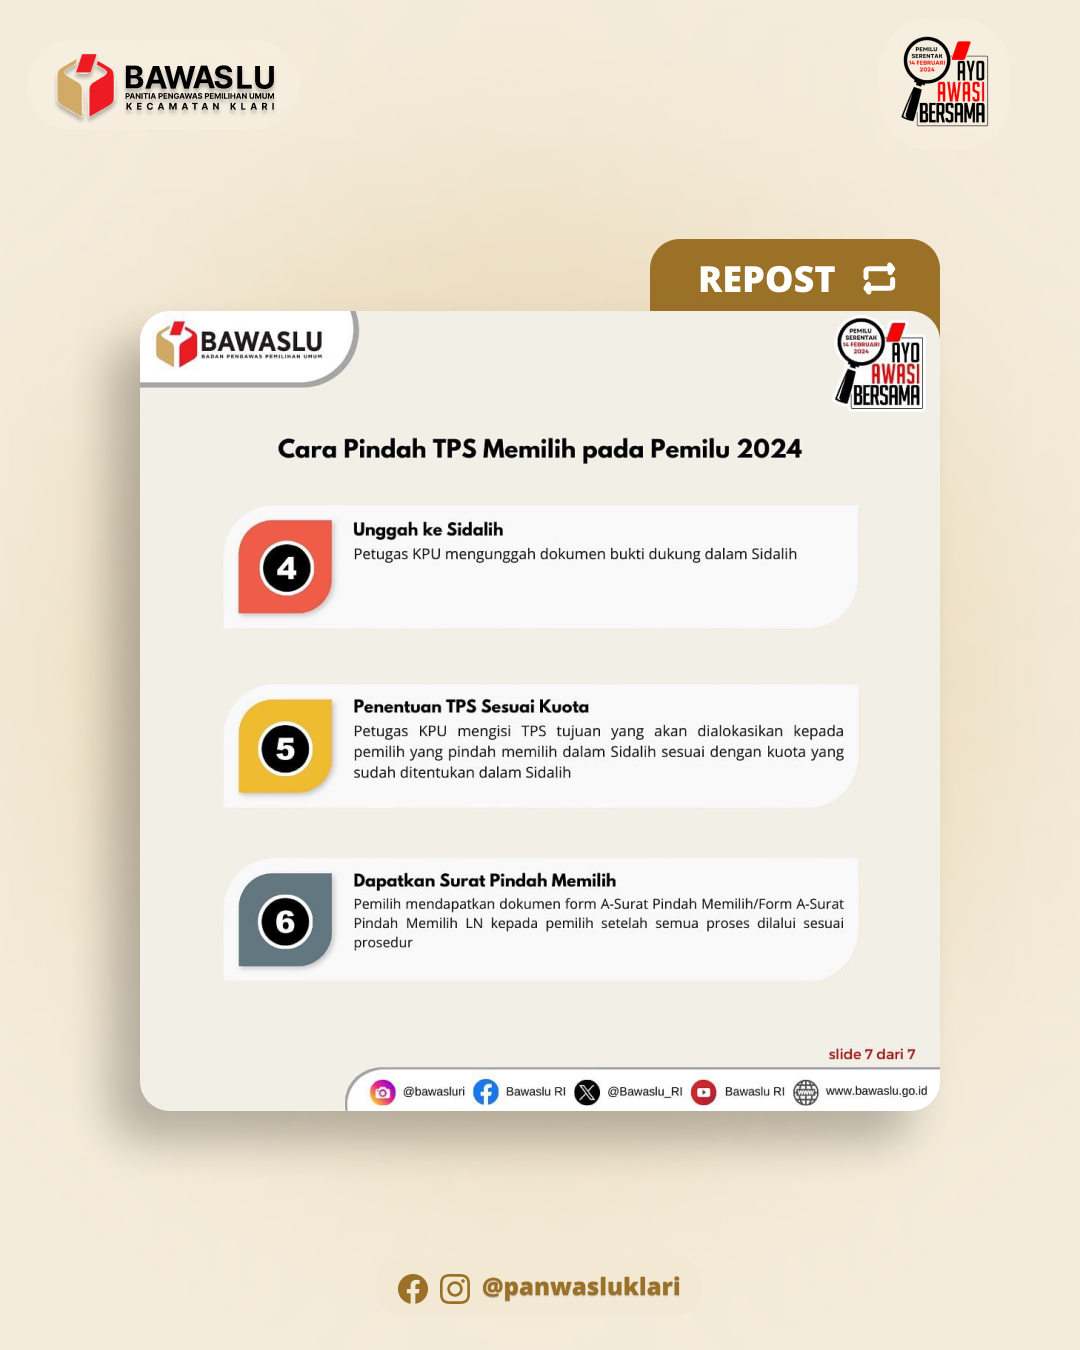 BAWASLU
PANITIA PENGAWAS PEMILIHAN UMUM
KECAMATAN KLARI
PEMILU
SERENTAK
14 FEBRUARI
2024
AYO
AWASI
BERSAMA
REPOST
BAWASLU
BADAN PENGAWAS PEMILIHAN UMUM
PEMILU
SERENTAK
14 FEBRUARI
2024
AYO
AWASI
BERSAMA
Cara Pindah TPS Memilih pada Pemilu 2024
4
Unggah ke Sidalih
Petugas KPU mengunggah dokumen bukti dukung dalam Sidalih
5
Penentuan TPS Sesuai Kuota
Petugas KPU mengisi TPS tujuan yang akan dialokasikan kepada
pemilih yang pindah memilih dalam Sidalih sesuai dengan kuota yang
sudah ditentukan dalam Sidalih
6
Dapatkan Surat Pindah Memilih
Pemilih mendapatkan dokumen form A-Surat Pindah Memilih/Form A-Surat
Pindah Memilih LN kepada pemilih setelah semua proses dilalui sesuai
prosedur
slide 7 dari 7
@bawasluri Bawaslu RI @Bawaslu_RI Bawaslu RI www.bawaslu.go.id
@panwasluklari